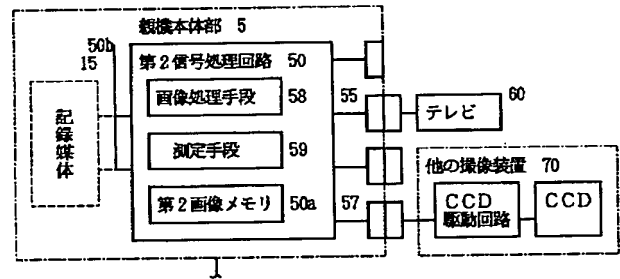 親機本体部 5
50b
15
第2信号処理回路 50
画像処理手段 58
測定手段 59
第2画像メモリ 50a
記録媒体
55
57
テレビ
60
他の撮像装置 70
CCD
駆動回路
CCD